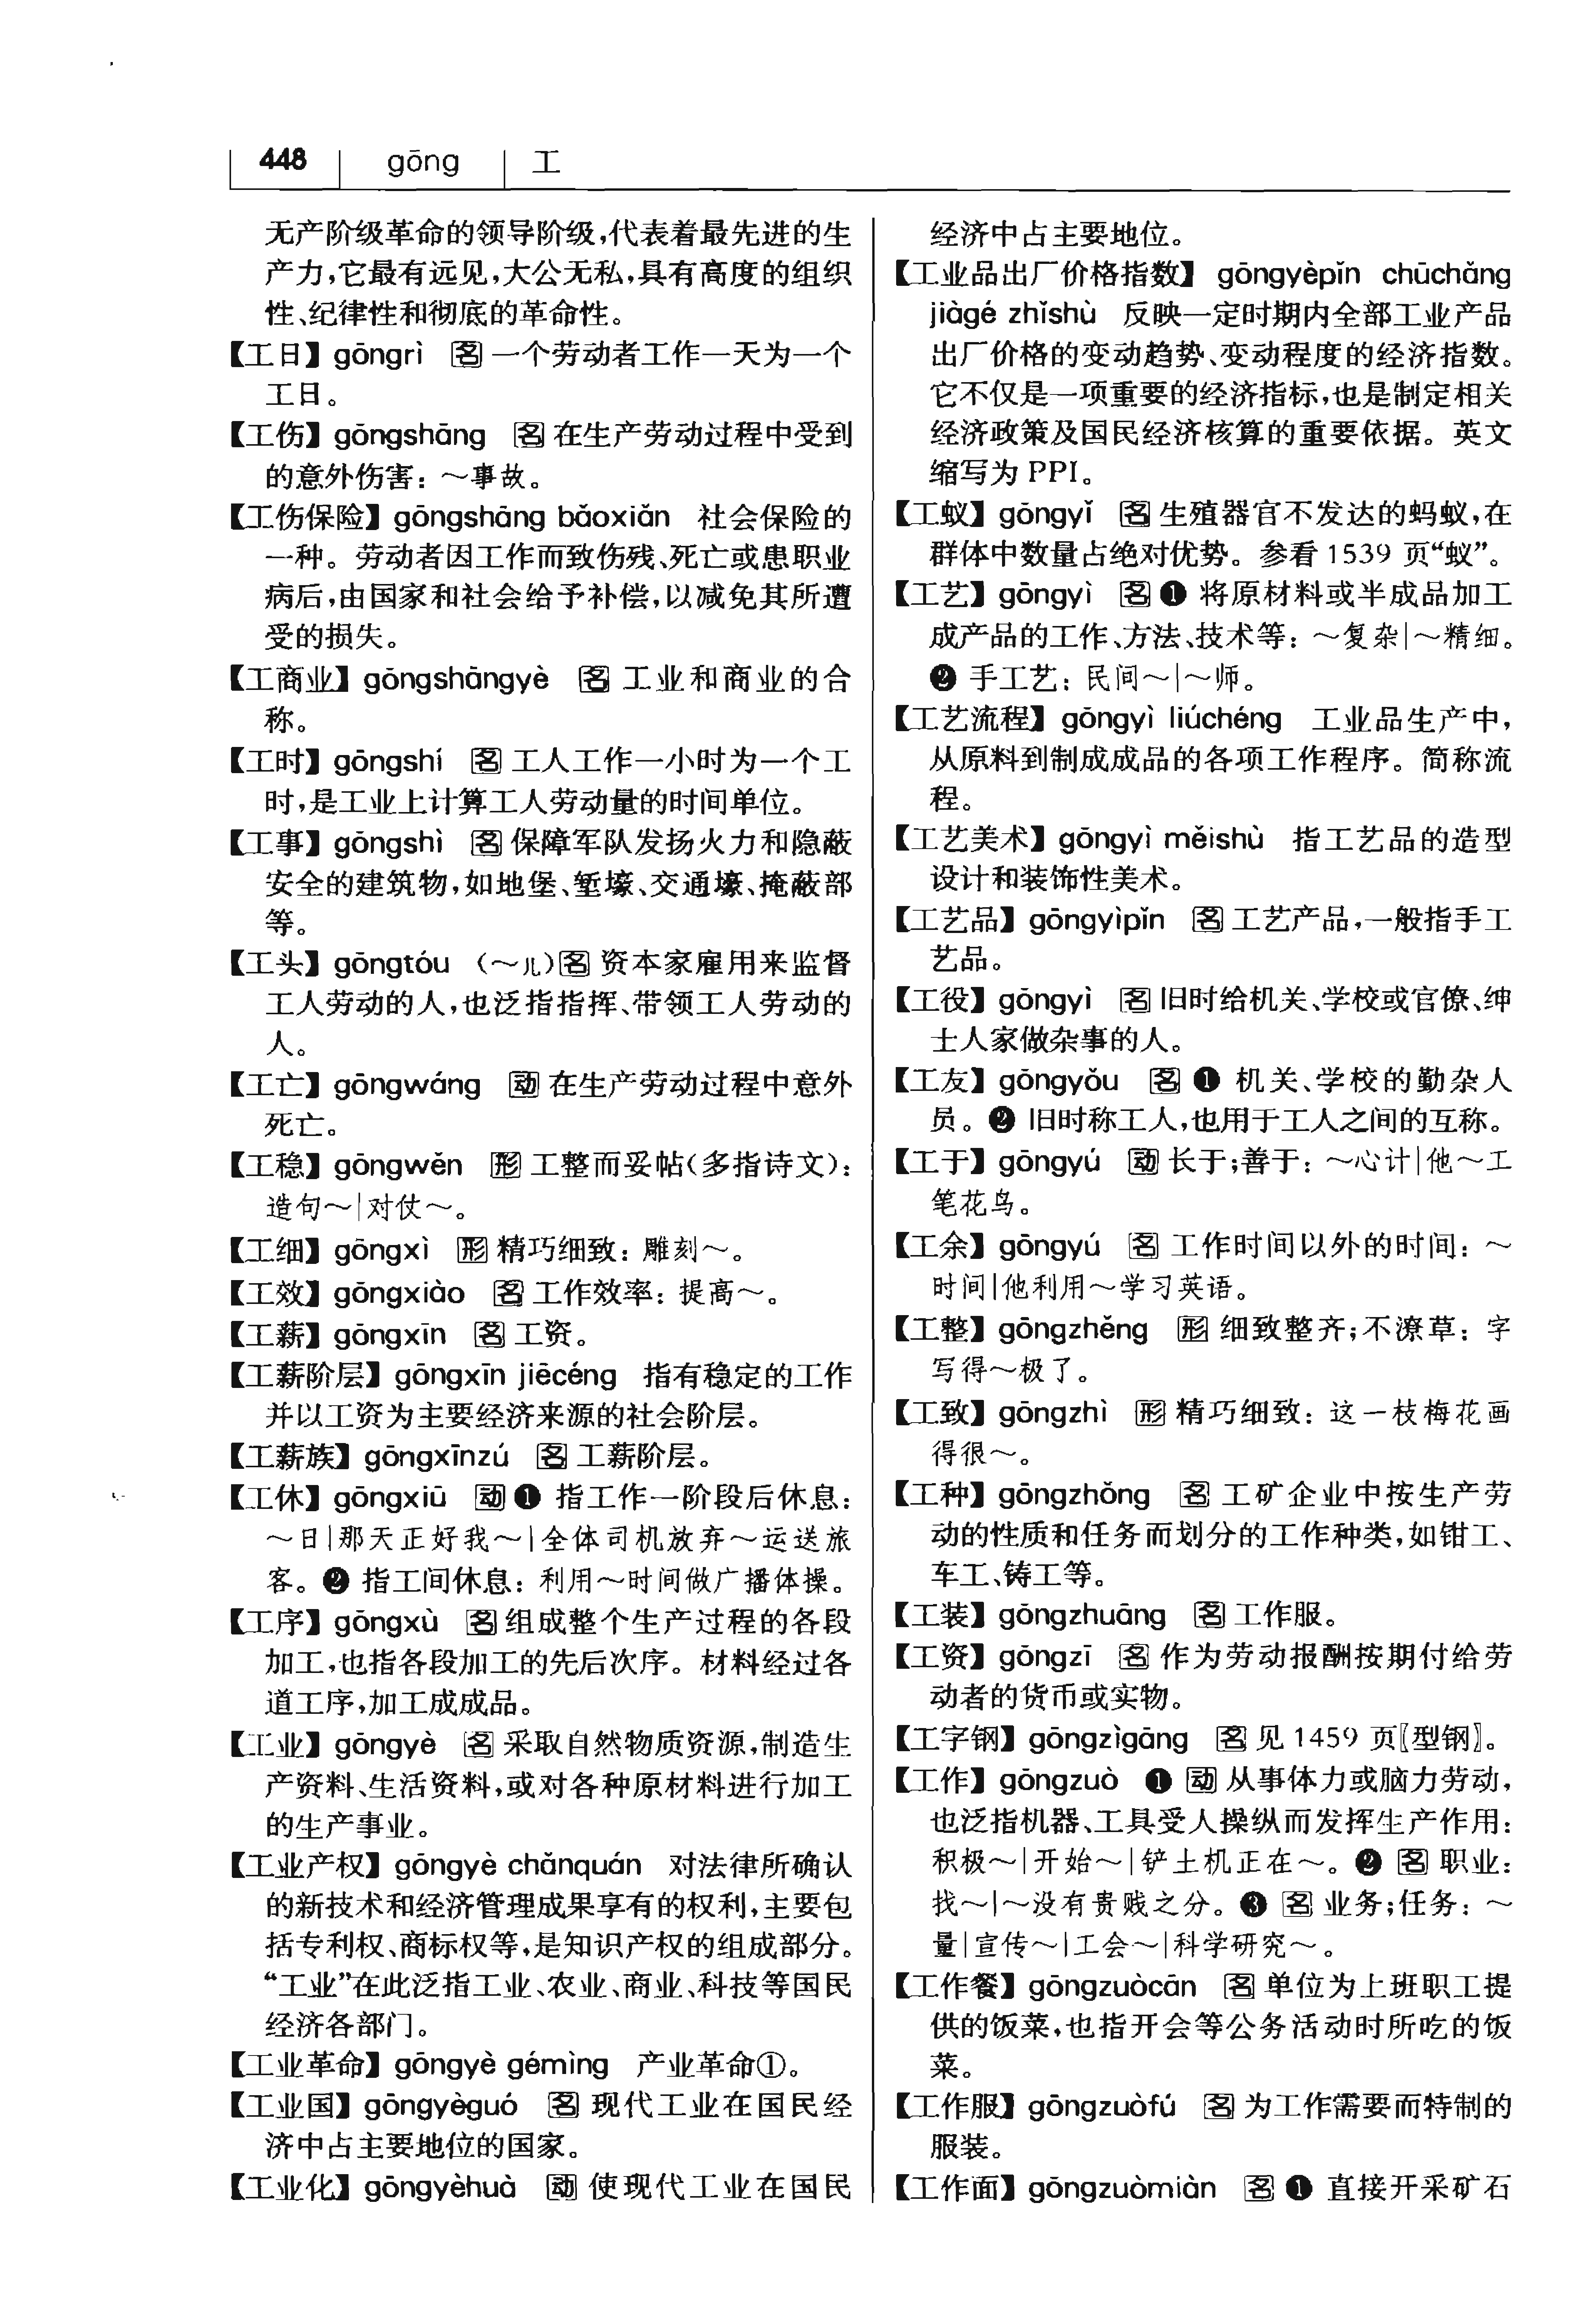 448 gōng 工
无产阶级革命的领导阶级,代表着最先进的生
产力,它最有远见,大公无私,具有高度的组织
性、纪律性和彻底的革命性。
【工日】gōngrì 名 一个劳动者工作一天为一个
工日。
【工伤】gōngshāng 名 在生产劳动过程中受到
的意外伤害：～事故。
【工伤保险】gōngshāng bǎoxiǎn 社会保险的
一种。劳动者因工作而致伤残、死亡或患职业
病后,由国家和社会给予补偿,以减免其所遭
受的损失。
【工商业】gōngshāngyè 名 工业和商业的合
称。
【工时】gōngshí 名 工人工作一小时为一个工
时,是工业上计算工人劳动量的时间单位。
【工事】gōngshì 名 保障军队发扬火力和隐蔽
安全的建筑物,如地堡、堑壕、交通壕、掩蔽部
等。
【工头】gōngtóu （～儿）名 资本家雇用来监督
工人劳动的人,也泛指指挥、带领工人劳动的
人。
【工亡】gōngwáng 动 在生产劳动过程中意外
死亡。
【工稳】gōngwěn 形 工整而妥帖(多指诗文)：
造句～|对仗～。
【工细】gōngxì 形 精巧细致：雕刻～。
【工效】gōngxiào 名 工作效率：提高～。
【工薪】gōngxīn 名 工资。
【工薪阶层】gōngxīn jiēcéng 指有稳定的工作
并以工资为主要经济来源的社会阶层。
【工薪族】gōngxīnzú 名 工薪阶层。
【工休】gōngxiū 动 ❶ 指工作一阶段后休息：
～日|那天正好我～|全体司机放弃～运送旅
客。❷ 指工间休息：利用～时间做广播体操。
【工序】gōngxù 名 组成整个生产过程的各段
加工,也指各段加工的先后次序。材料经过各
道工序,加工成成品。
【工业】gōngyè 名 采取自然物质资源,制造生
产资料、生活资料,或对各种原材料进行加工
的生产事业。
【工业产权】gōngyè chǎnquán 对法律所确认
的新技术和经济管理成果享有的权利,主要包
括专利权、商标权等,是知识产权的组成部分。
“工业”在此泛指工业、农业、商业、科技等国民
经济各部门。
【工业革命】gōngyè gémìng 产业革命①。
【工业国】gōngyèguó 名 现代工业在国民经
济中占主要地位的国家。
【工业化】gōngyèhuà 动 使现代工业在国民
经济中占主要地位。
【工业品出厂价格指数】gōngyèpǐn chūchǎng
jiàgé zhǐshù 反映一定时期内全部工业产品
出厂价格的变动趋势、变动程度的经济指数。
它不仅是一项重要的经济指标,也是制定相关
经济政策及国民经济核算的重要依据。英文
缩写为 PPI。
【工蚁】gōngyǐ 名 生殖器官不发达的蚂蚁,在
群体中数量占绝对优势。参看 1539 页“蚁”。
【工艺】gōngyì 名 ❶ 将原材料或半成品加工
成产品的工作、方法、技术等：～复杂|～精细。
❷ 手工艺：民间～|～师。
【工艺流程】gōngyì liúchéng 工业品生产中,
从原料到制成成品的各项工作程序。简称流
程。
【工艺美术】gōngyì měishù 指工艺品的造型
设计和装饰性美术。
【工艺品】gōngyìpǐn 名 工艺产品,一般指手工
艺品。
【工役】gōngyì 名 旧时给机关、学校或官僚、绅
士人家做杂事的人。
【工友】gōngyǒu 名 ❶ 机关、学校的勤杂人
员。❷ 旧时称工人,也用于工人之间的互称。
【工于】gōngyú 动 长于;善于：～心计|他～工
笔花鸟。
【工余】gōngyú 名 工作时间以外的时间：～
时间|他利用～学习英语。
【工整】gōngzhěng 形 细致整齐;不潦草：字
写得～极了。
【工致】gōngzhì 形 精巧细致：这一枝梅花画
得很～。
【工种】gōngzhǒng 名 工矿企业中按生产劳
动的性质和任务而划分的工作种类,如钳工、
车工、铸工等。
【工装】gōngzhuāng 名 工作服。
【工资】gōngzī 名 作为劳动报酬按期付给劳
动者的货币或实物。
【工字钢】gōngzìgāng 名 见 1459 页〖型钢〗。
【工作】gōngzuò ❶ 动 从事体力或脑力劳动,
也泛指机器、工具受人操纵而发挥生产作用：
积极～|开始～|铲土机正在～。❷ 名 职业：
找～|～没有贵贱之分。❸ 名 业务;任务：～
量|宣传～|工会～|科学研究～。
【工作餐】gōngzuòcān 名 单位为上班职工提
供的饭菜,也指开会等公务活动时所吃的饭
菜。
【工作服】gōngzuòfú 名 为工作需要而特制的
服装。
【工作面】gōngzuòmiàn 名 ❶ 直接开采矿石